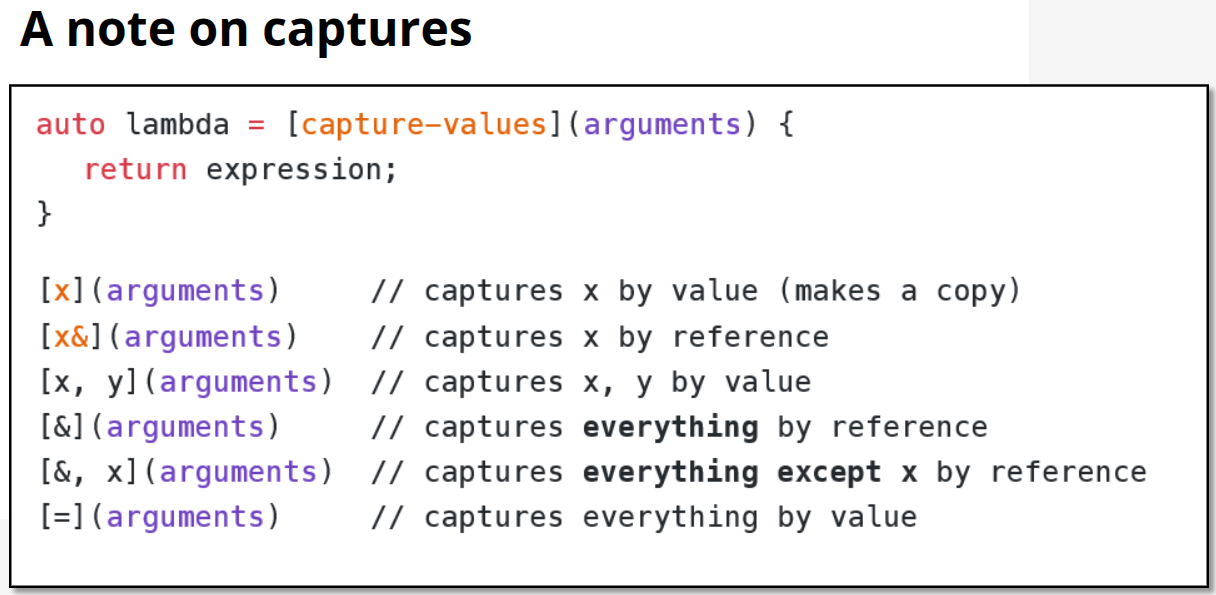 A note on captures
auto lambda = [capture-values](arguments) {
return expression;
}
[x](arguments) // captures x by value (makes a copy)
[x&](arguments) // captures x by reference
[x, y](arguments) // captures x, y by value
[&](arguments) // captures everything by reference
[&, x](arguments) // captures everything except x by reference
[=](arguments) // captures everything by value